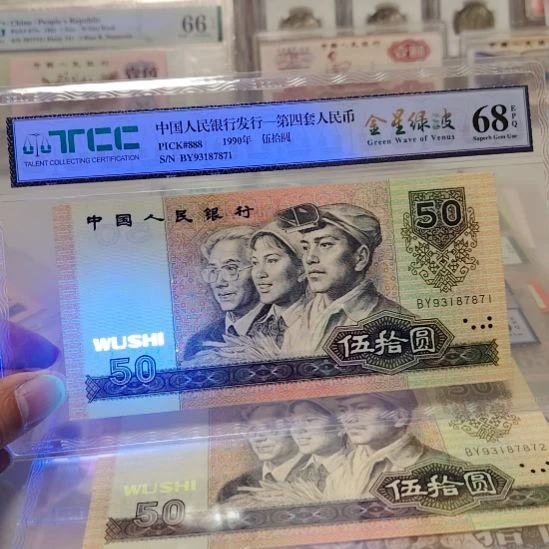 China - People's Republic
66
TCC
TALENT COLLECTING CERTIFICATION
中国人民银行发行—第四套人民币
PICK#888 1990年 伍拾圆
S/N BY93187871
金星绿波
Green Wave of Venus
68
EPQ
Superb Gem Unc
中国人民银行
50
BY93187871
WUSHI
伍拾圆
50
BY93187872
WUSHI
伍拾圆
50